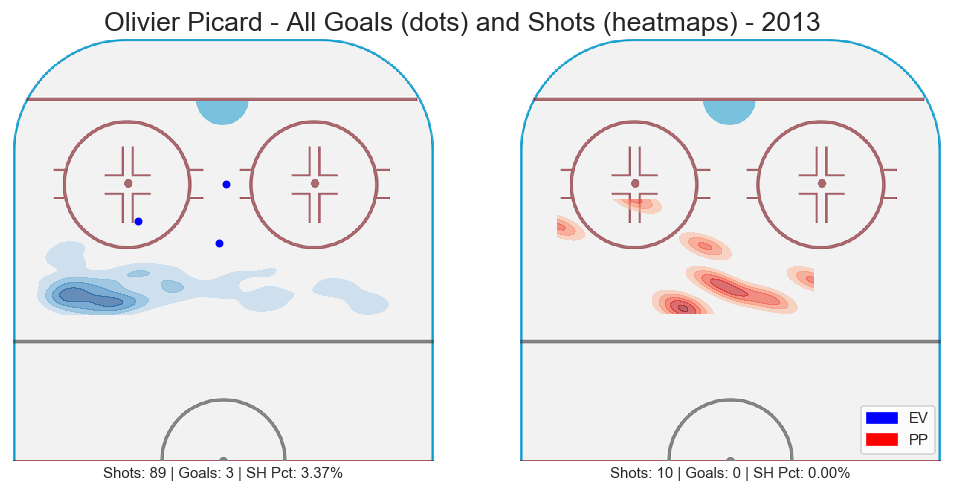 Olivier Picard - All Goals (dots) and Shots (heatmaps) - 2013
EV
PP
Shots: 89 | Goals: 3 | SH Pct: 3.37%
Shots: 10 | Goals: 0 | SH Pct: 0.00%